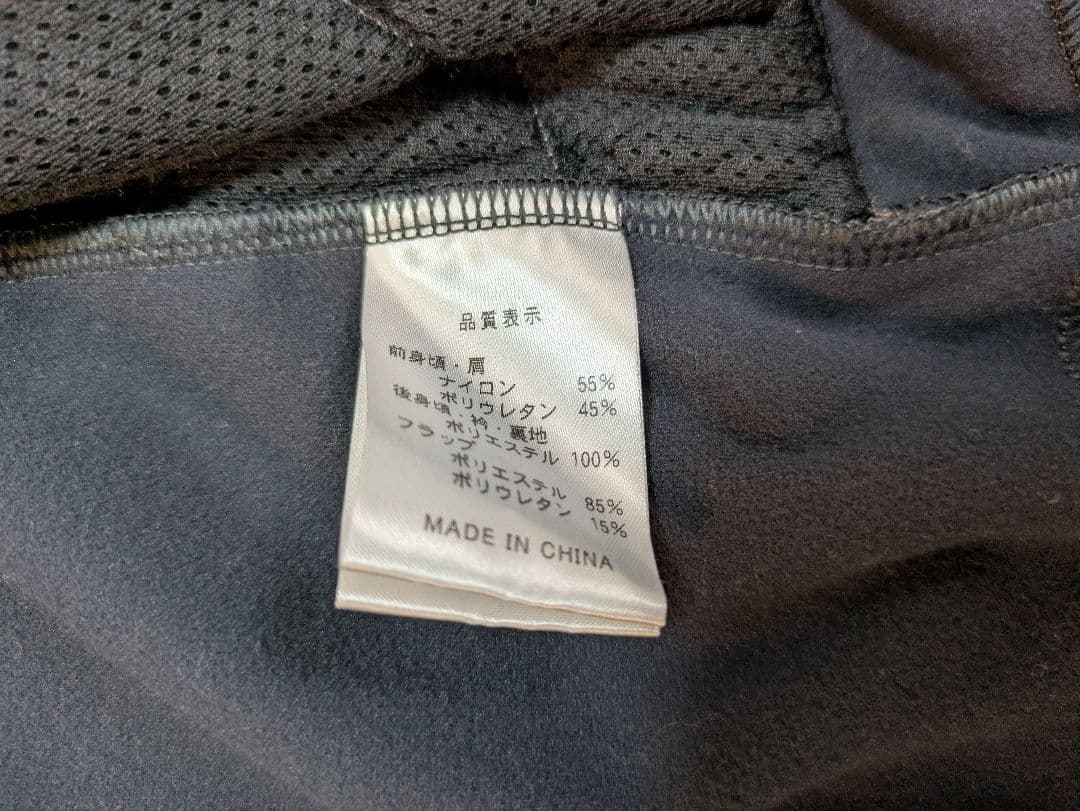 品質表示
前身頃・肩
ナイロン 55%
ポリウレタン 45%
後身頃・衿・裏地
ポリエステル 100%
フラップ
ポリエステル 85%
ポリウレタン 15%
MADE IN CHINA